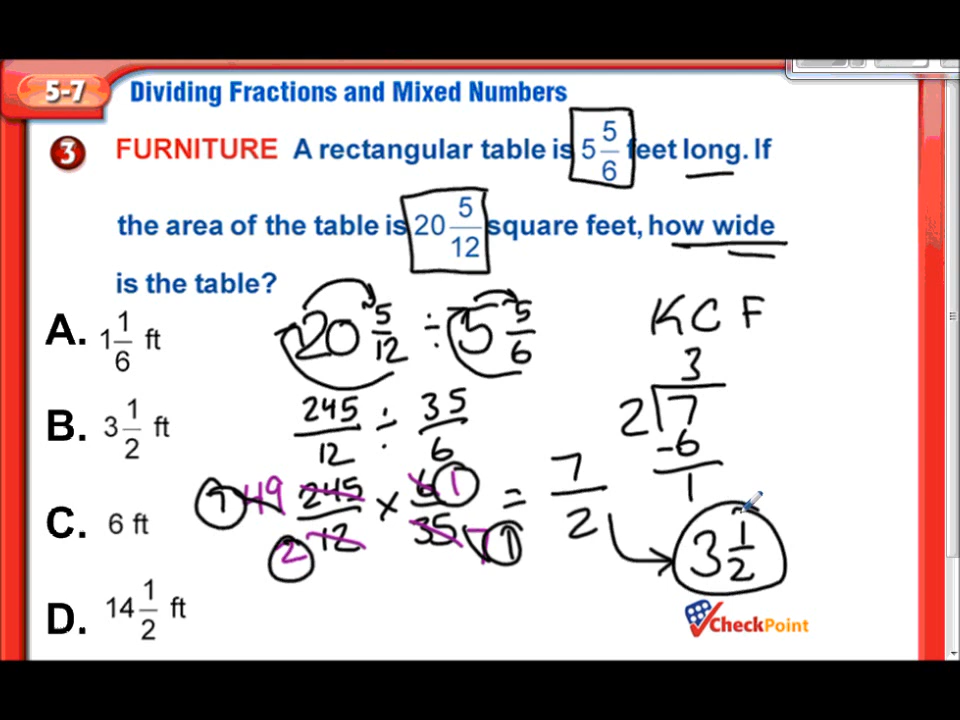 5-7 Dividing Fractions and Mixed Numbers
3 FURNITURE A rectangular table is 5 5/6 feet long. If
the area of the table is 20 5/12 square feet, how wide
is the table?
A. 1 1/6 ft
B. 3 1/2 ft
C. 6 ft
D. 14 1/2 ft
20 5/12 ÷ 5 5/6
245/12 ÷ 35/6
7 49 245/12 2 × 6/35 1 7 1 = 7/2
K C F
3
2 7
-6
1
3 1/2
CheckPoint